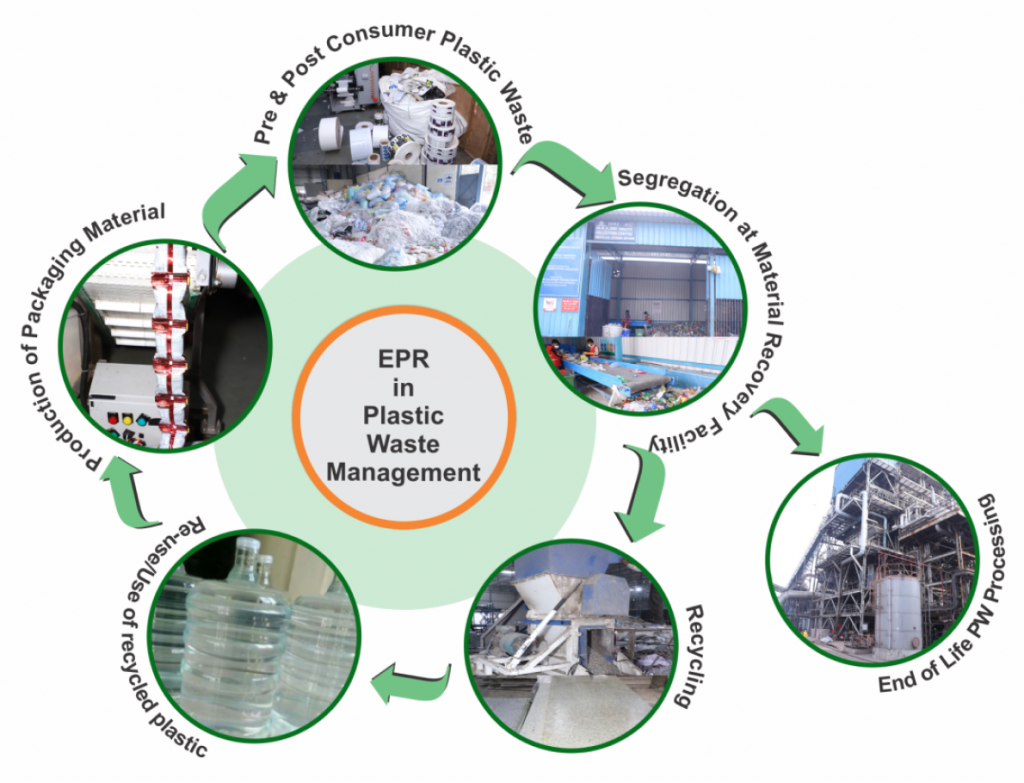 Pre & Post Consumer Plastic Waste
Segregation at Material Recovery Facility
End of Life PW Processing
Recycling
Re-use/Use of recycled plastic
Production of Packaging Material
EPR
in
Plastic
Waste
Management